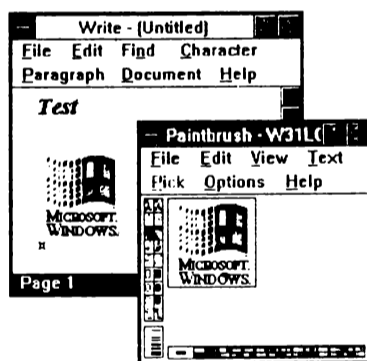 Write - (Untitled)
File Edit Find Character
Paragraph Document Help
Test
MICROSOFT.
WINDOWS.
Page 1
Paintbrush - W31L
File Edit View Text
Pick Options Help
MICROSOFT.
WINDOWS.